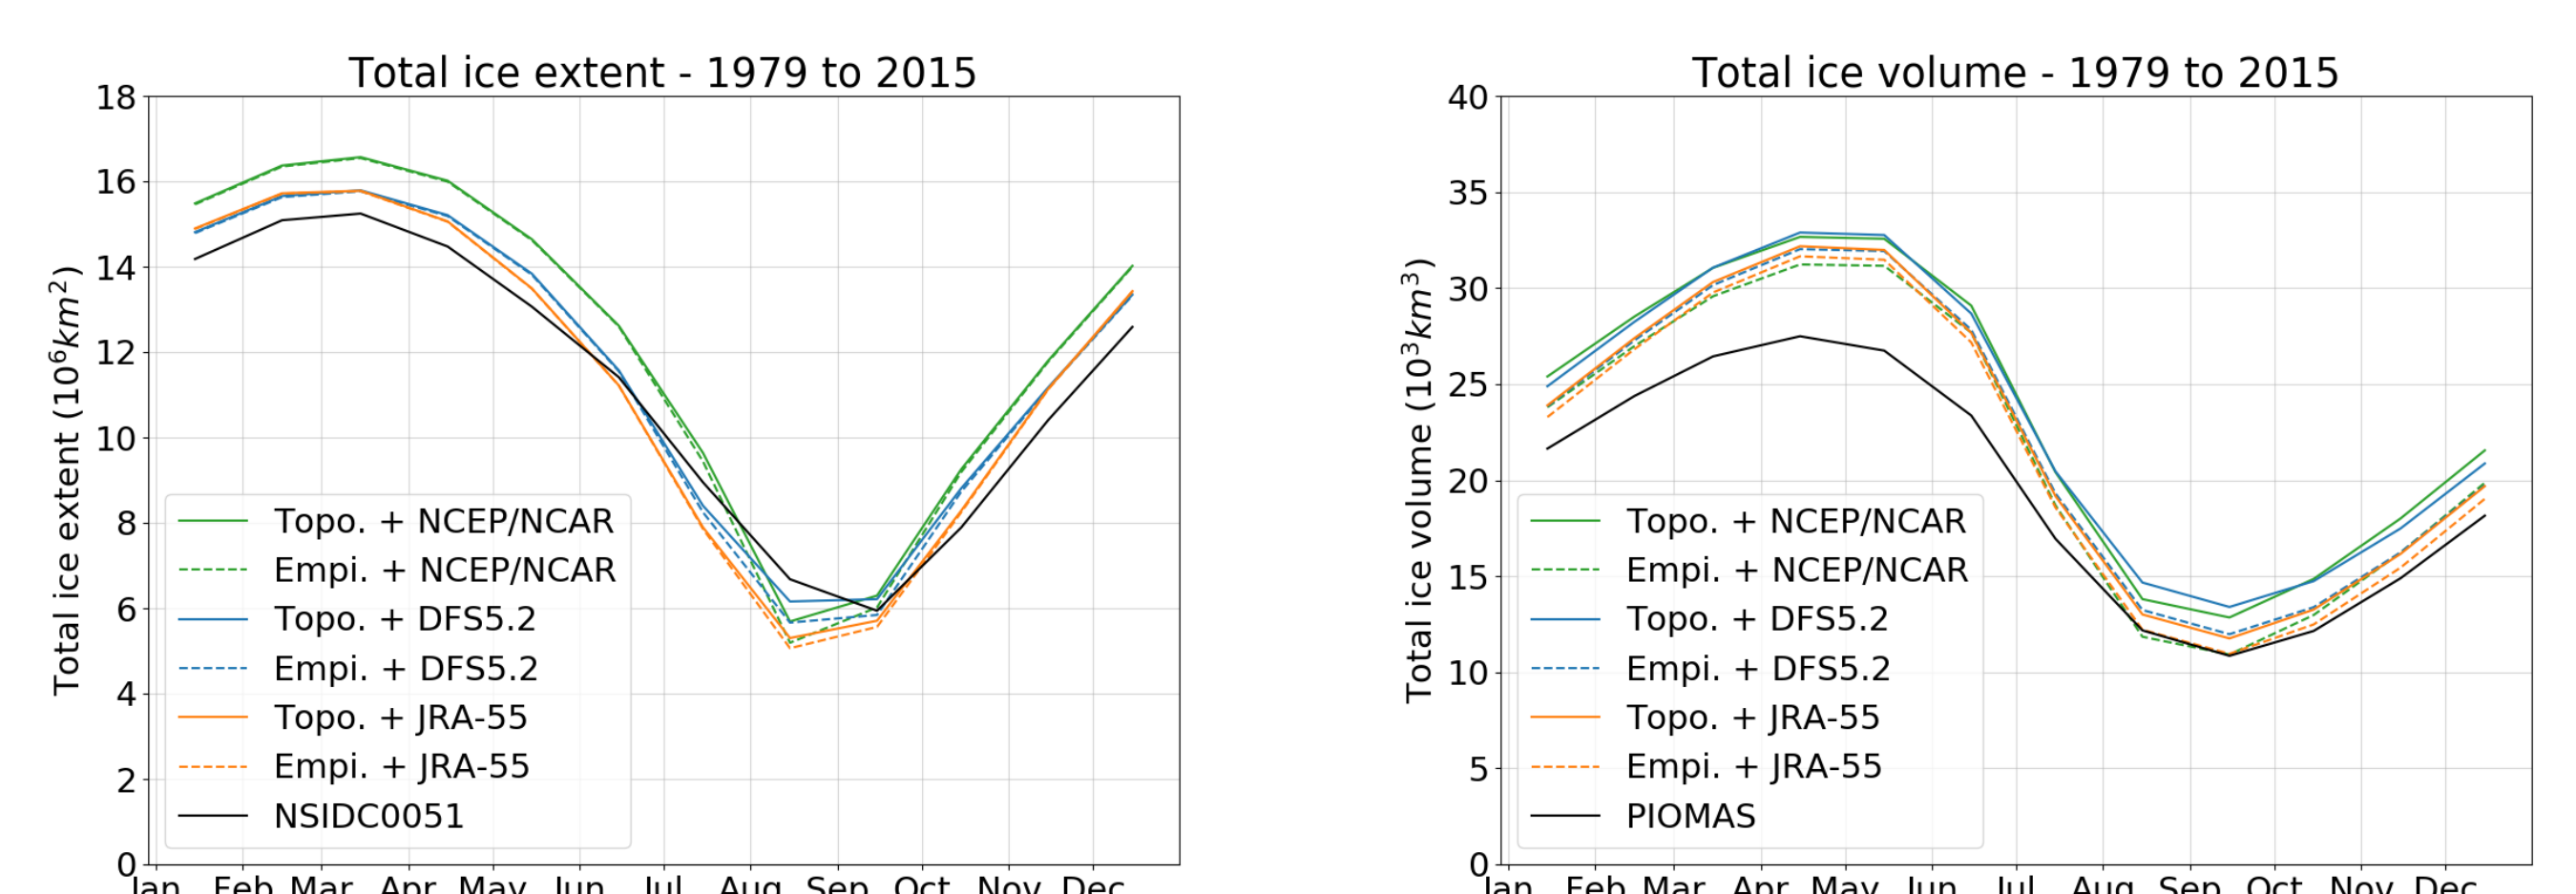 Total ice extent - 1979 to 2015
Total ice extent (10⁶km²)
18
16
14
12
10
8
6
4
2
0
Topo. + NCEP/NCAR
Empi. + NCEP/NCAR
Topo. + DFS5.2
Empi. + DFS5.2
Topo. + JRA-55
Empi. + JRA-55
NSIDC0051
Jan Feb Mar Apr May Jun Jul Aug Sep Oct Nov Dec
Total ice volume - 1979 to 2015
Total ice volume (10³km³)
40
35
30
25
20
15
10
5
0
Topo. + NCEP/NCAR
Empi. + NCEP/NCAR
Topo. + DFS5.2
Empi. + DFS5.2
Topo. + JRA-55
Empi. + JRA-55
PIOMAS
Jan Feb Mar Apr May Jun Jul Aug Sep Oct Nov Dec